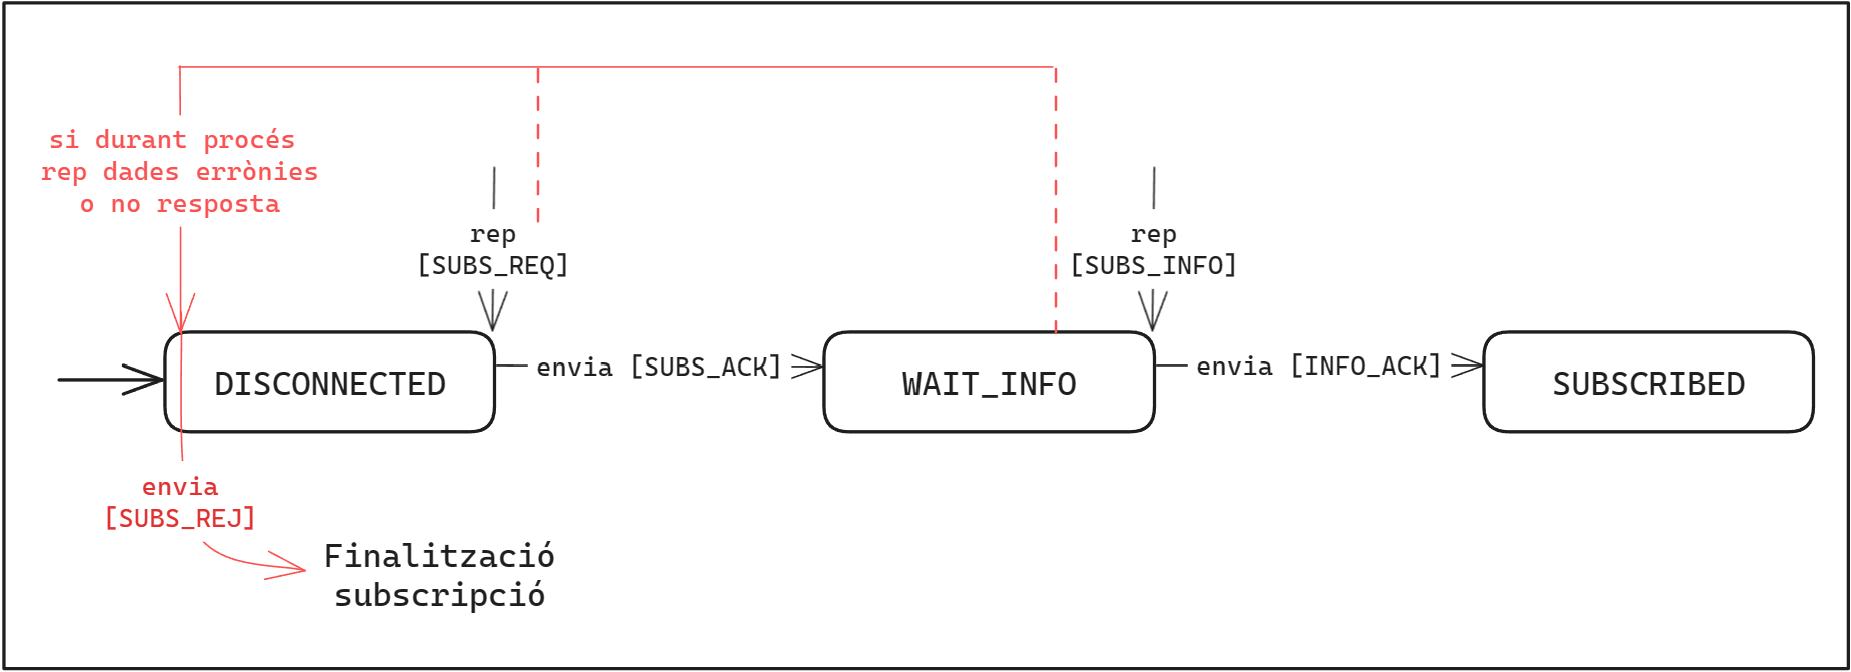 si durant procés
rep dades errònies
o no resposta
rep
[SUBS_REQ]
rep
[SUBS_INFO]
DISCONNECTED
envia [SUBS_ACK]
WAIT_INFO
envia [INFO_ACK]
SUBSCRIBED
envia
[SUBS_REJ]
Finalització
subscripció